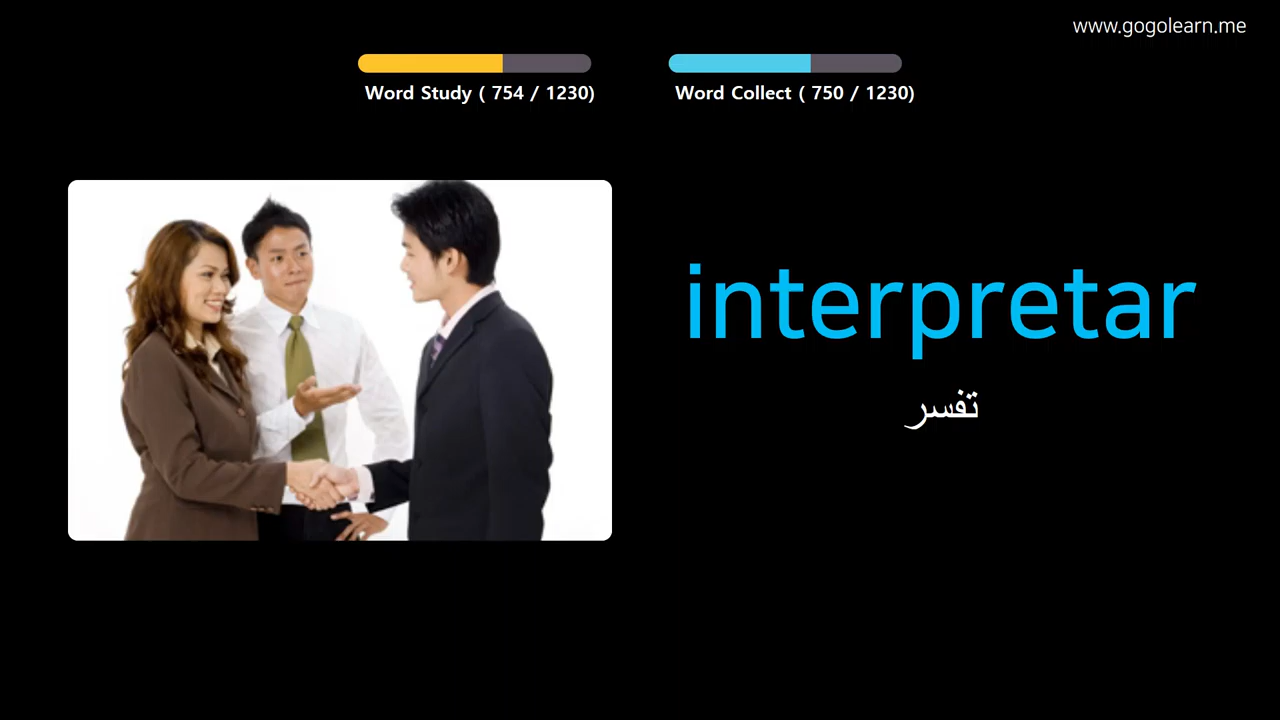 www.gogolearn.me
Word Study ( 754 / 1230)
Word Collect ( 750 / 1230)
interpretar
تفسر